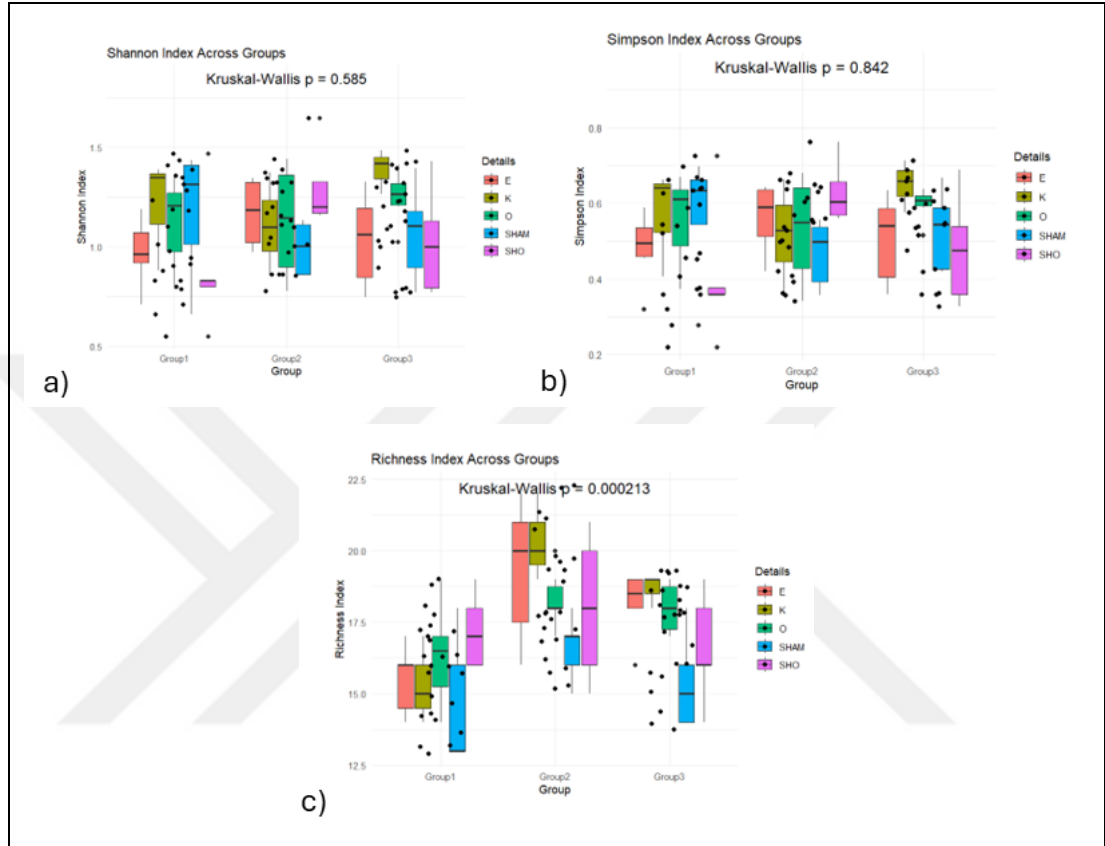 Shannon Index Across Groups
Kruskal-Wallis p = 0.585
Shannon Index
1.5
1.0
0.5
Group1
Group2
Group3
Group
Details
E
K
O
SHAM
SHO
a)
Simpson Index Across Groups
Kruskal-Wallis p = 0.842
Simpson Index
0.8
0.6
0.4
0.2
Group1
Group2
Group3
Group
Details
E
K
O
SHAM
SHO
b)
Richness Index Across Groups
Kruskal-Wallis p = 0.000213
Richness Index
22.5
20.0
17.5
15.0
12.5
Group1
Group2
Group3
Group
Details
E
K
O
SHAM
SHO
c)